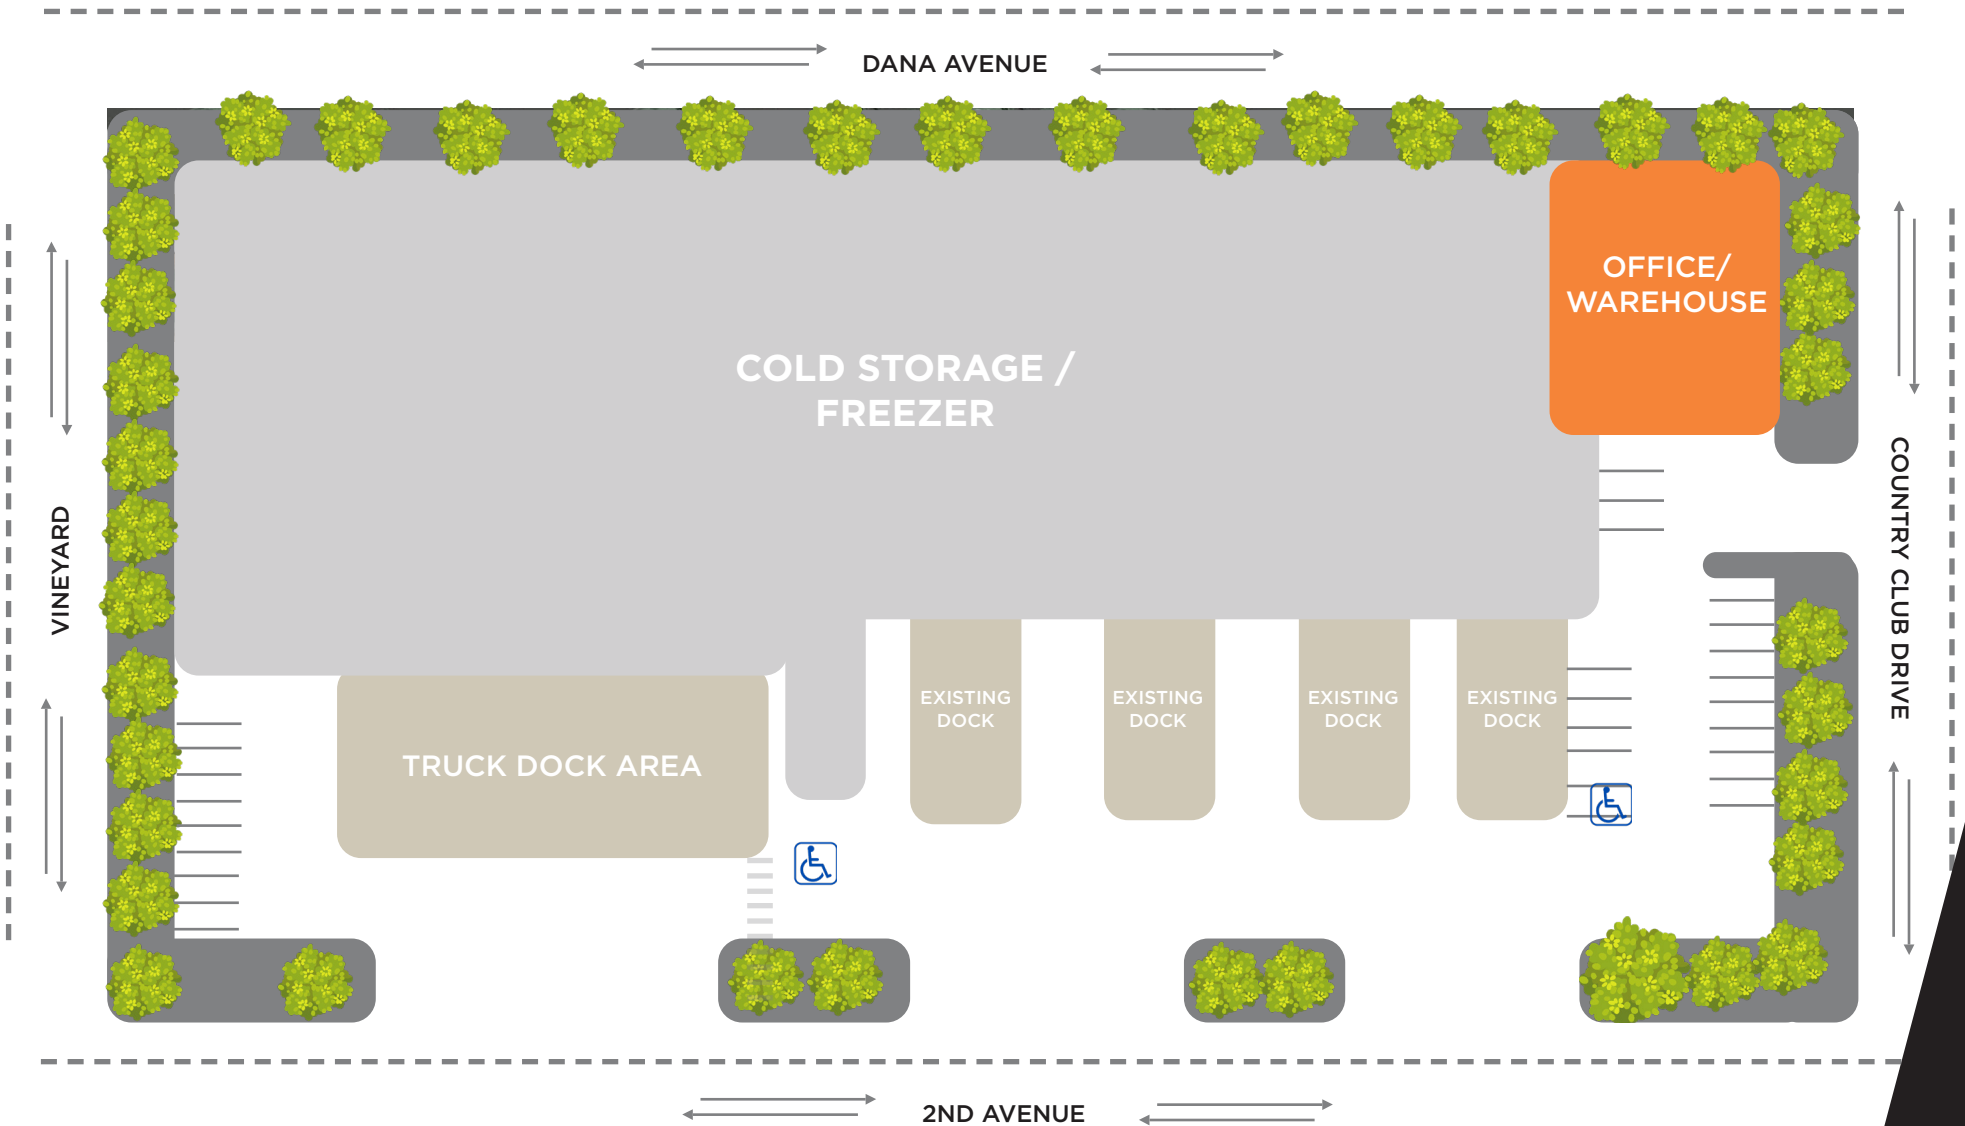 DANA AVENUE
OFFICE/
WAREHOUSE
COLD STORAGE /
FREEZER
VINEYARD
COUNTRY CLUB DRIVE
EXISTING
DOCK
EXISTING
DOCK
EXISTING
DOCK
EXISTING
DOCK
TRUCK DOCK AREA
2ND AVENUE